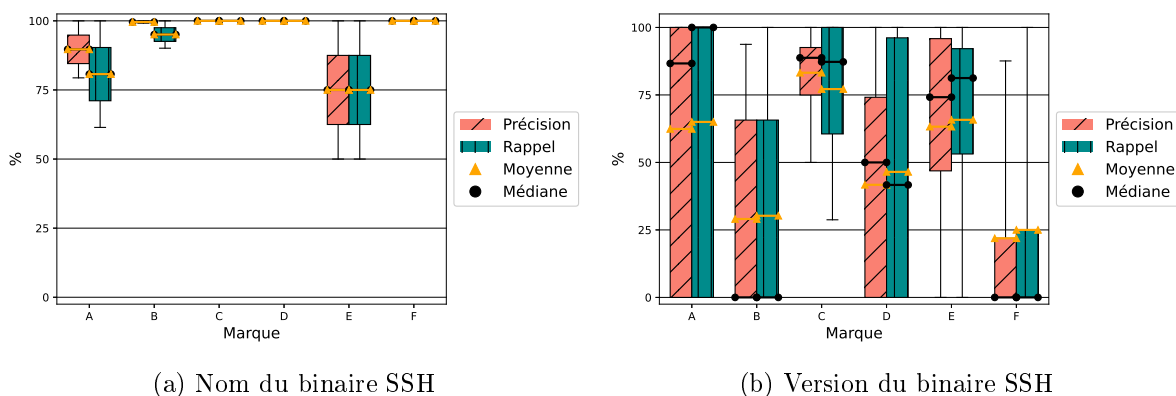 100
75
50
25
0
%
A B C D E F
Marque
Précision
Rappel
Moyenne
Médiane
(a) Nom du binaire SSH
100
75
50
25
0
%
A B C D E F
Marque
Précision
Rappel
Moyenne
Médiane
(b) Version du binaire SSH